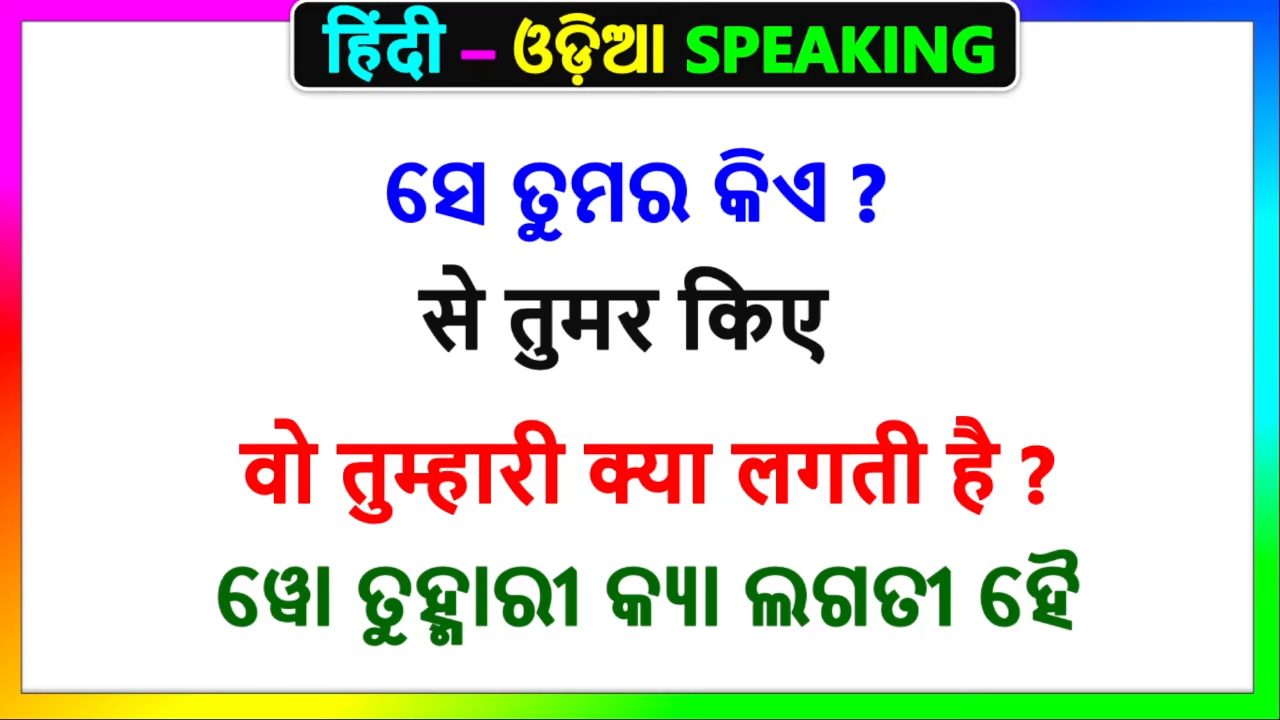 हिंदी – ଓଡ଼ିଆ SPEAKING
ସେ ତୁମର କିଏ ?
से तुमर किए
वो तुम्हारी क्या लगती है ?
ୱୋ ତୁହ୍ମାରୀ କ୍ୟା ଲଗତୀ ହୈ